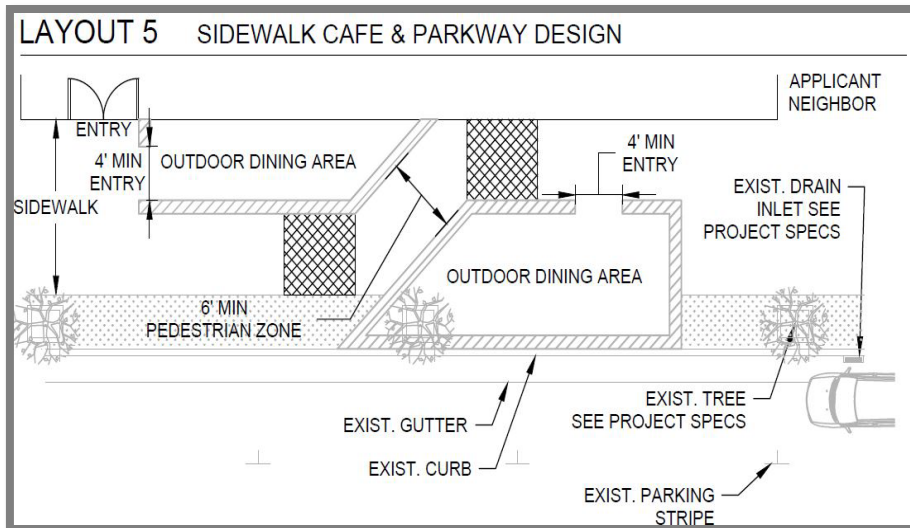 LAYOUT 5 SIDEWALK CAFE & PARKWAY DESIGN
APPLICANT
NEIGHBOR
ENTRY
4' MIN
ENTRY
OUTDOOR DINING AREA
4' MIN
ENTRY
SIDEWALK
EXIST. DRAIN
INLET SEE
PROJECT SPECS
OUTDOOR DINING AREA
6' MIN
PEDESTRIAN ZONE
EXIST. TREE
SEE PROJECT SPECS
EXIST. GUTTER
EXIST. CURB
EXIST. PARKING
STRIPE